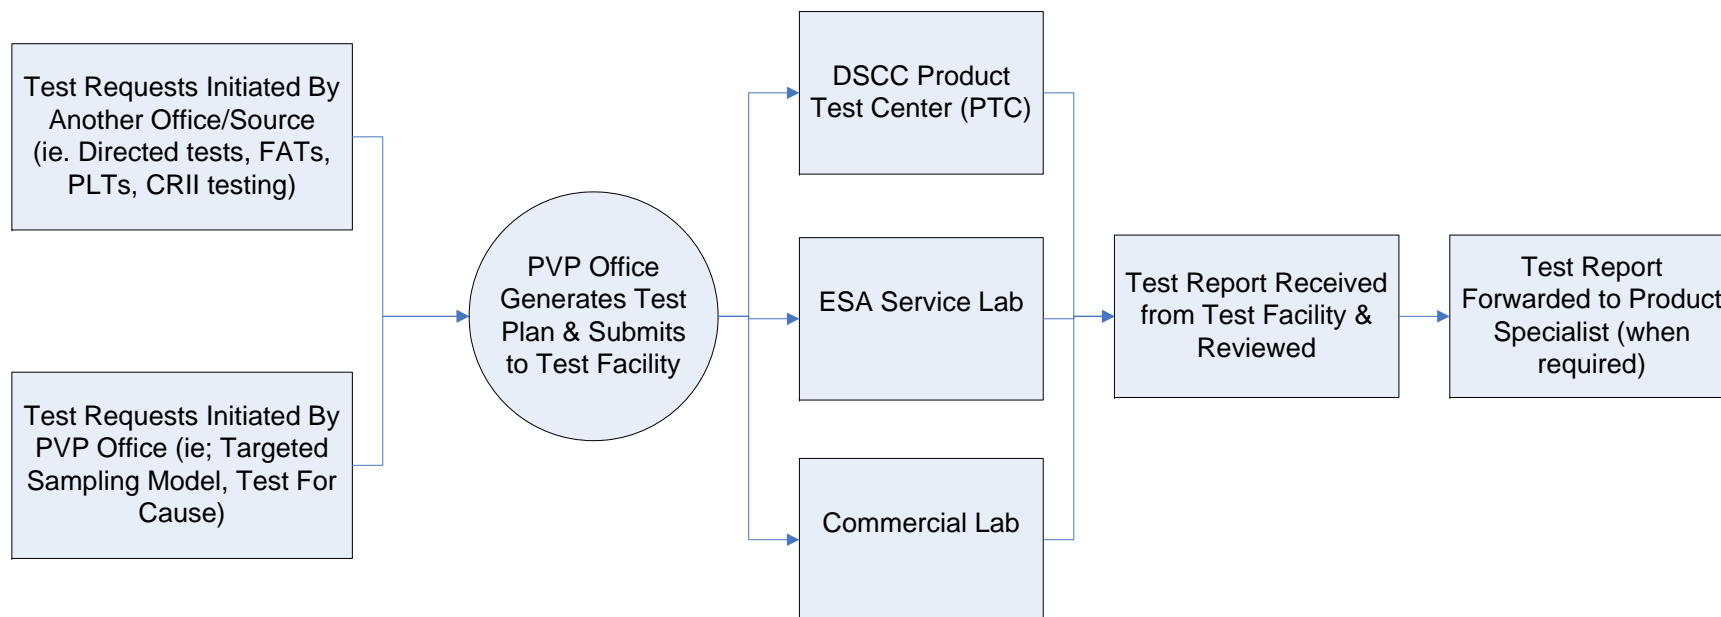 Test Requests Initiated By
Another Office/Source
(ie. Directed tests, FATs,
PLTs, CRII testing)
Test Requests Initiated By
PVP Office (ie; Targeted
Sampling Model, Test For
Cause)
PVP Office
Generates Test
Plan & Submits
to Test Facility
DSCC Product
Test Center (PTC)
ESA Service Lab
Commercial Lab
Test Report Received
from Test Facility &
Reviewed
Test Report
Forwarded to Product
Specialist (when
required)